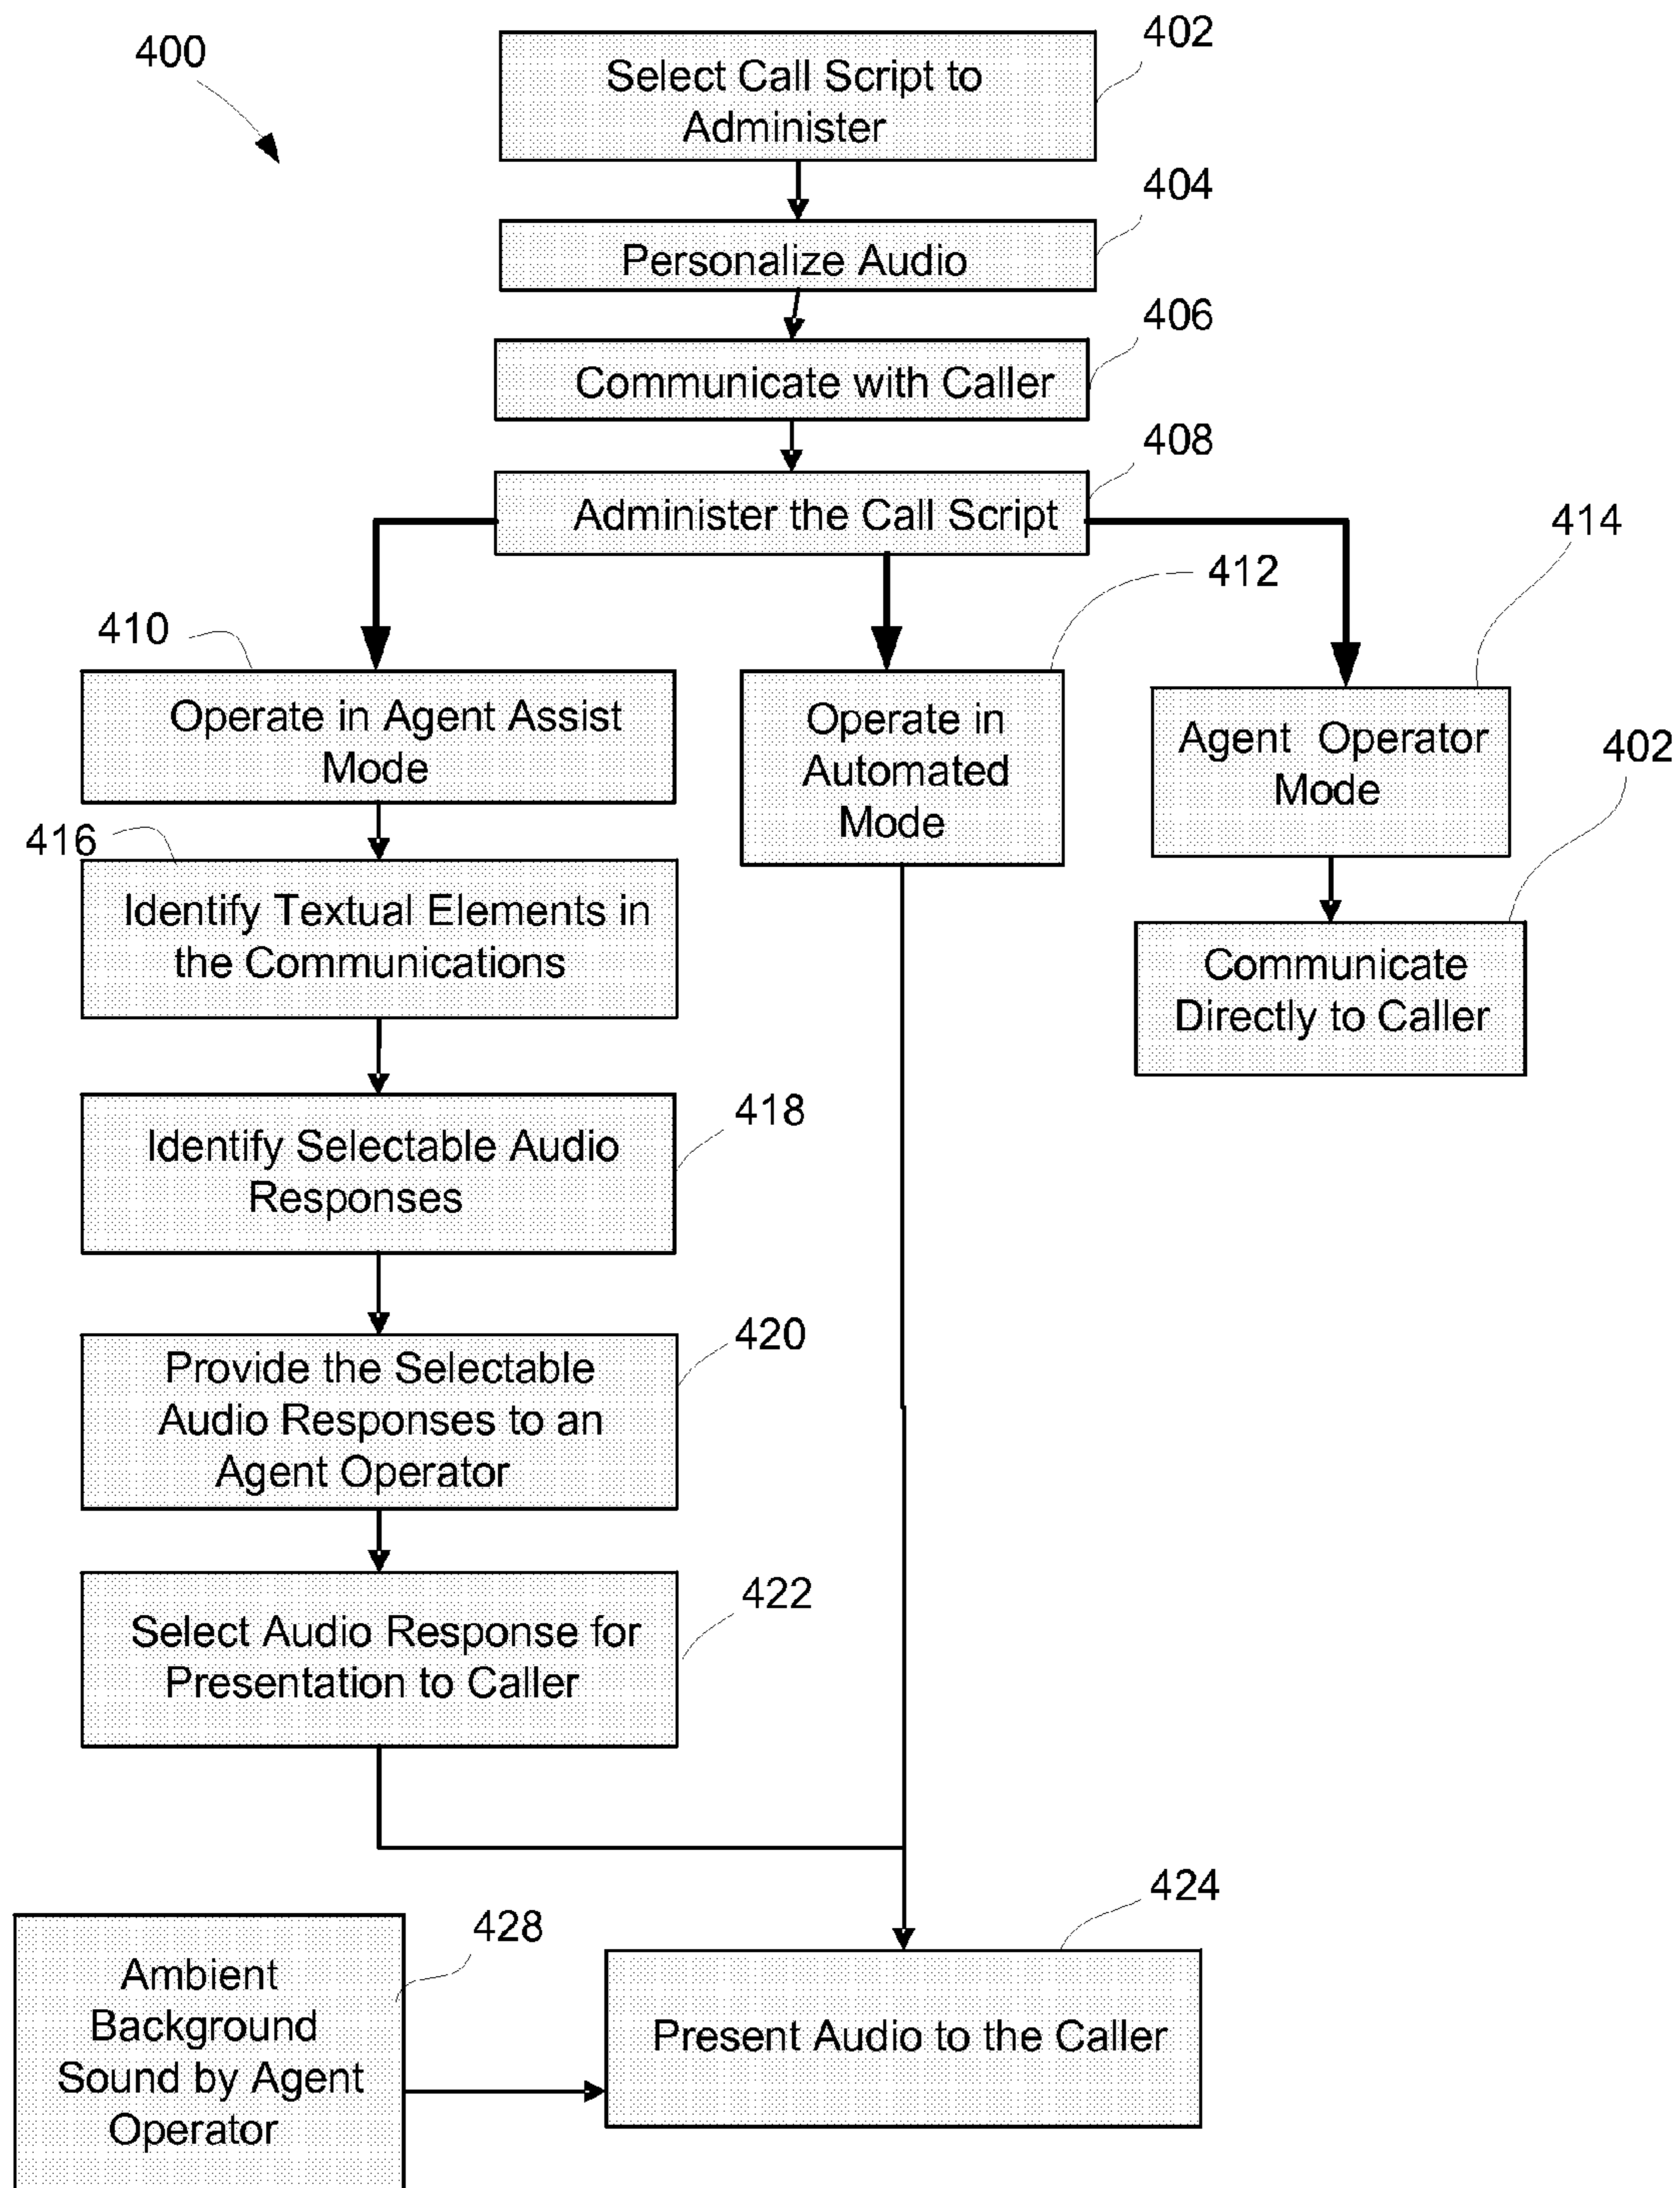 400
402
Select Call Script to
Administer
404
Personalize Audio
406
Communicate with Caller
408
Administer the Call Script
410
Operate in Agent Assist
Mode
412
Operate in
Automated
Mode
414
Agent Operator
Mode
402
Communicate
Directly to Caller
416
Identify Textual Elements in
the Communications
418
Identify Selectable Audio
Responses
420
Provide the Selectable
Audio Responses to an
Agent Operator
422
Select Audio Response for
Presentation to Caller
424
Present Audio to the Caller
428
Ambient
Background
Sound by Agent
Operator